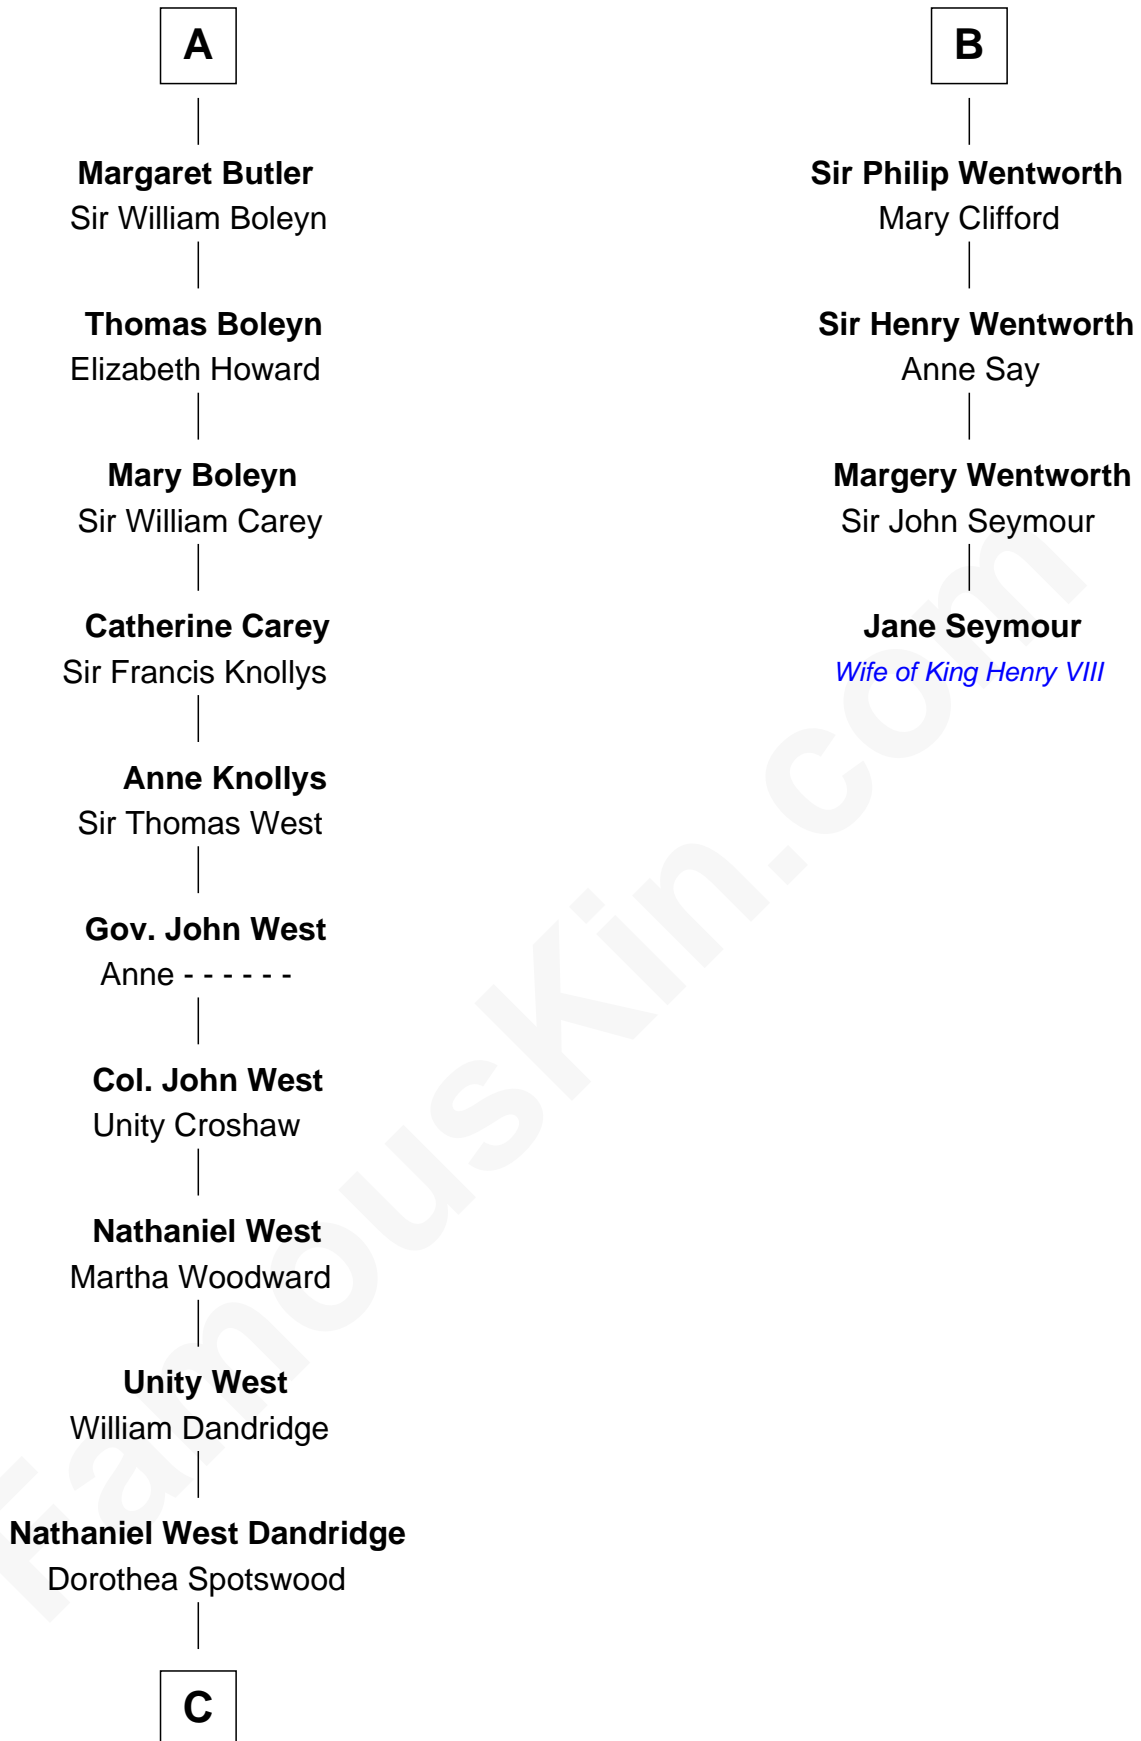 A
Margaret Butler
Sir William Boleyn
Thomas Boleyn
Elizabeth Howard
Mary Boleyn
Sir William Carey
Catherine Carey
Sir Francis Knollys
Anne Knollys
Sir Thomas West
Gov. John West
Anne - - - - - -
Col. John West
Unity Croshaw
Nathaniel West
Martha Woodward
Unity West
William Dandridge
Nathaniel West Dandridge
Dorothea Spotswood
C
B
Sir Philip Wentworth
Mary Clifford
Sir Henry Wentworth
Anne Say
Margery Wentworth
Sir John Seymour
Jane Seymour
Wife of King Henry VIII
FamousKin.com